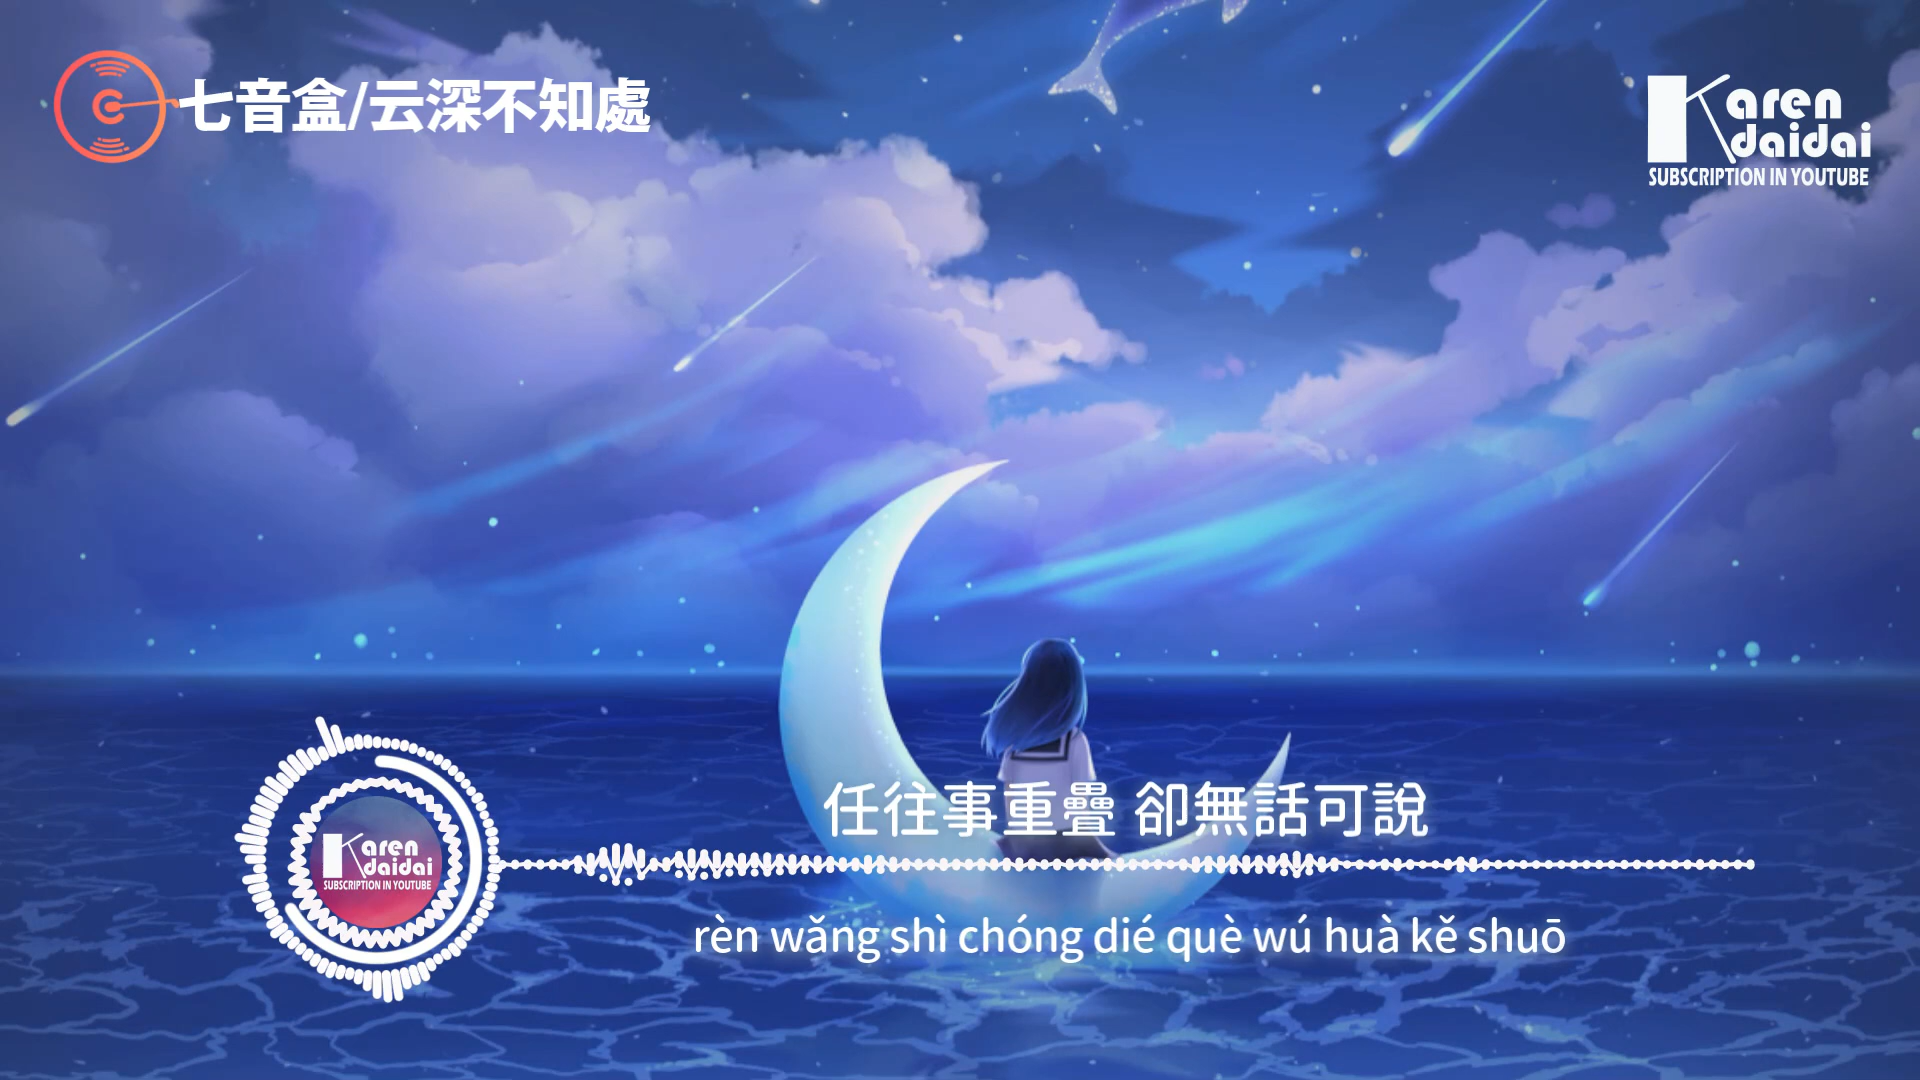 七音盒/云深不知處
Karen
daidai
SUBSCRIPTION IN YOUTUBE
任往事重疊 卻無話可說
Karen
daidai
SUBSCRIPTION IN YOUTUBE
rèn wǎng shì chóng dié què wú huà kě shuō